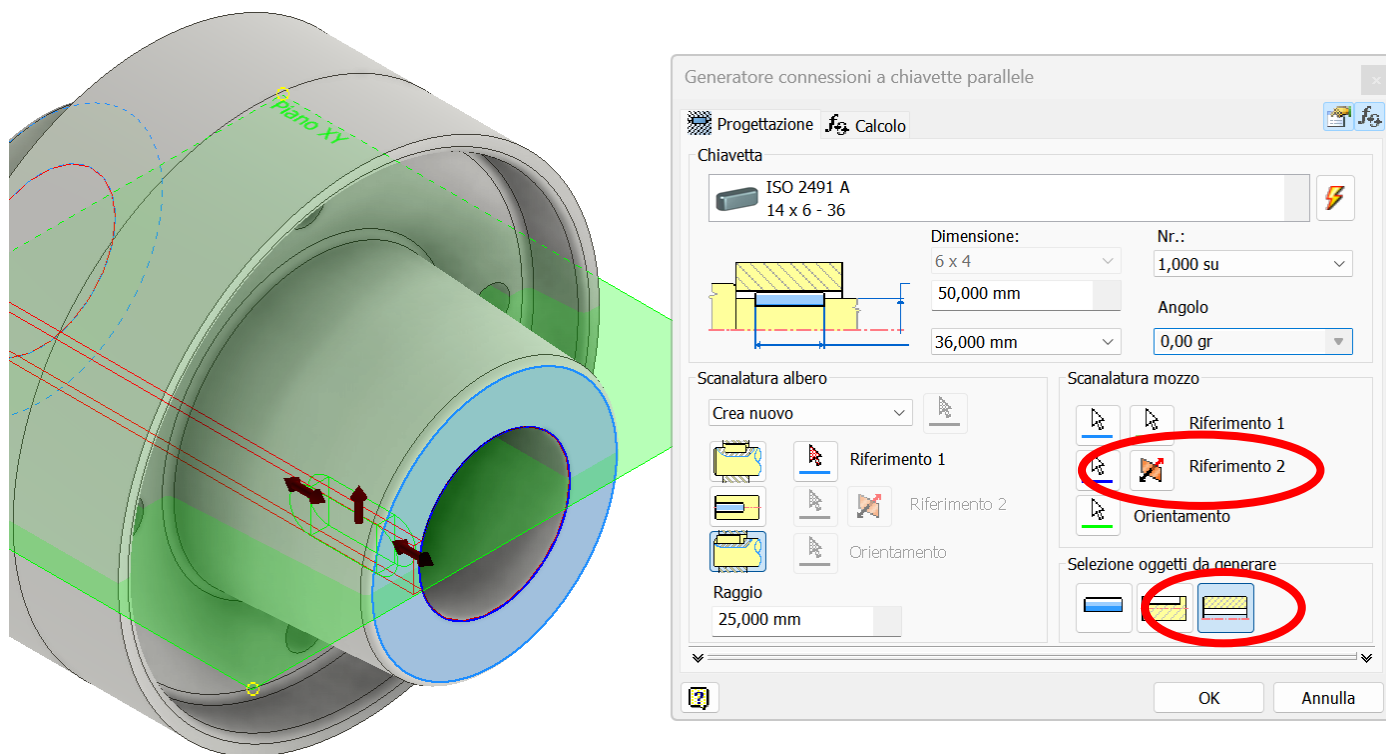 Piano XY
Generatore connessioni a chiavette parallele
Progettazione
Calcolo
Chiavetta
ISO 2491 A
14 x 6 - 36
Dimensione:
Nr.:
6 x 4
1,000 su
50,000 mm
Angolo
36,000 mm
0,00 gr
Scanalatura albero
Scanalatura mozzo
Crea nuovo
Riferimento 1
Riferimento 1
Riferimento 2
Riferimento 2
Orientamento
Orientamento
Selezione oggetti da generare
Raggio
25,000 mm
OK
Annulla